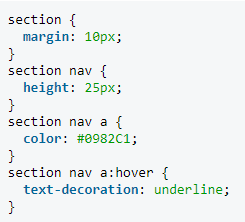 section {
  margin: 10px;
}
section nav {
  height: 25px;
}
section nav a {
  color: #0982C1;
}
section nav a:hover {
  text-decoration: underline;
}